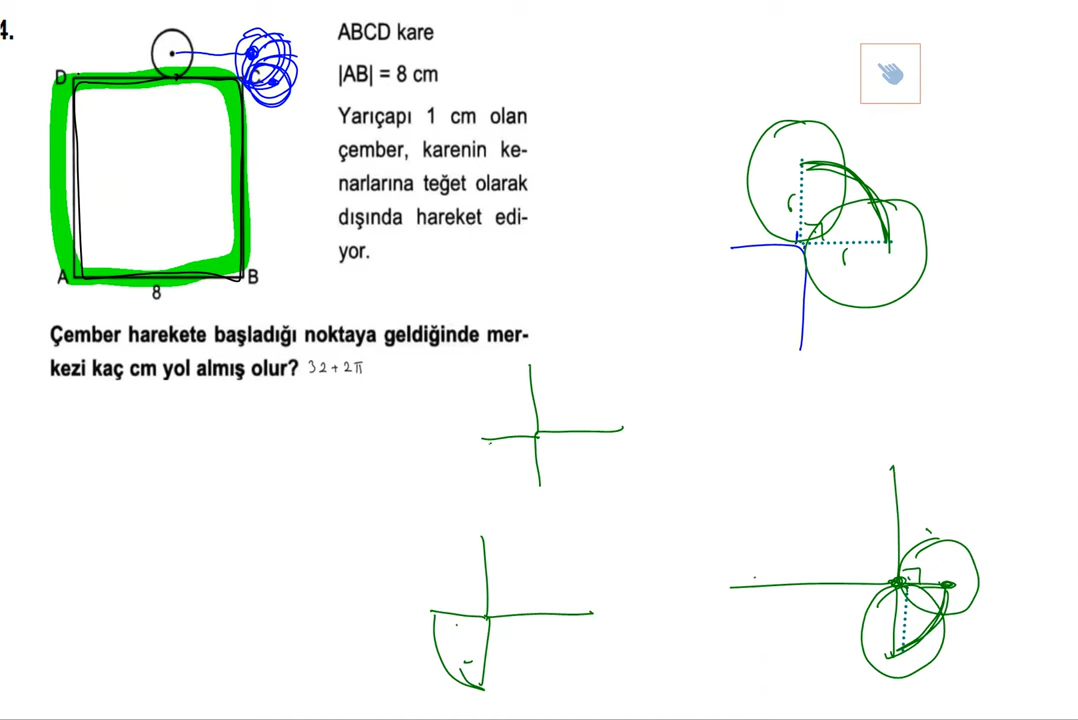 4.
D
C
A
B
8
ABCD kare
|AB| = 8 cm
Yarıçapı 1 cm olan
çember, karenin ke-
narlarına teğet olarak
dışında hareket edi-
yor.
Çember harekete başladığı noktaya geldiğinde mer-
kezi kaç cm yol almış olur? 32+2π